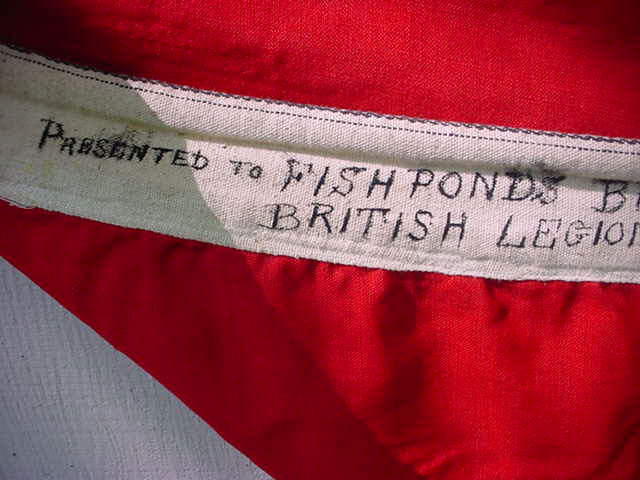 PRESENTED TO FISHPONDS B
BRITISH LEGION